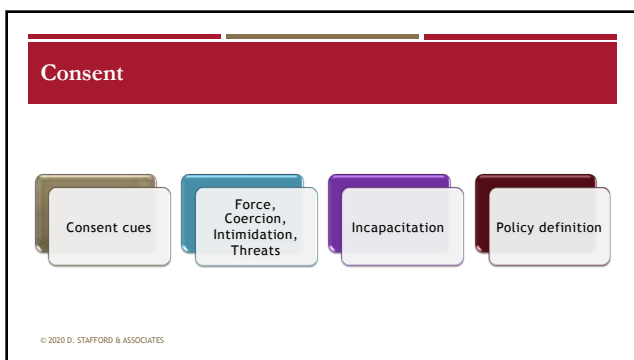 Consent
Consent cues
Force,
Coercion,
Intimidation,
Threats
Incapacitation
Policy definition
© 2020 D. STAFFORD & ASSOCIATES